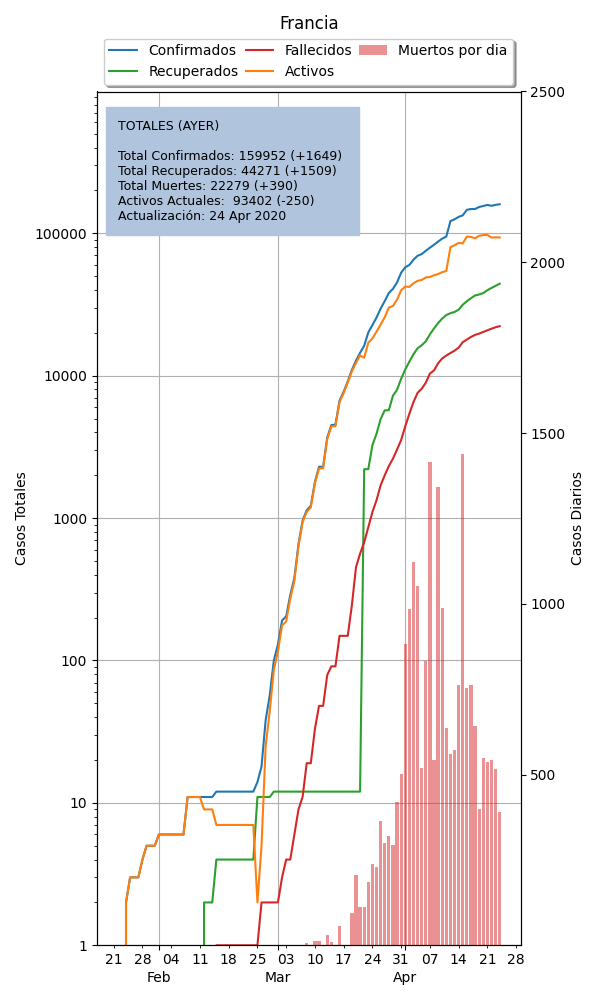 Francia
Confirmados Fallecidos Muertos por dia
Recuperados Activos
TOTALES (AYER)
Total Confirmados: 159952 (+1649)
Total Recuperados: 44271 (+1509)
Total Muertes: 22279 (+390)
Activos Actuales:  93402 (-250)
Actualización: 24 Apr 2020
2500
2000
1500
1000
500
100000
10000
1000
100
10
1
Casos Totales
Casos Diarios
21 28 04 11 18 25 03 10 17 24 31 07 14 21 28
Feb Mar Apr